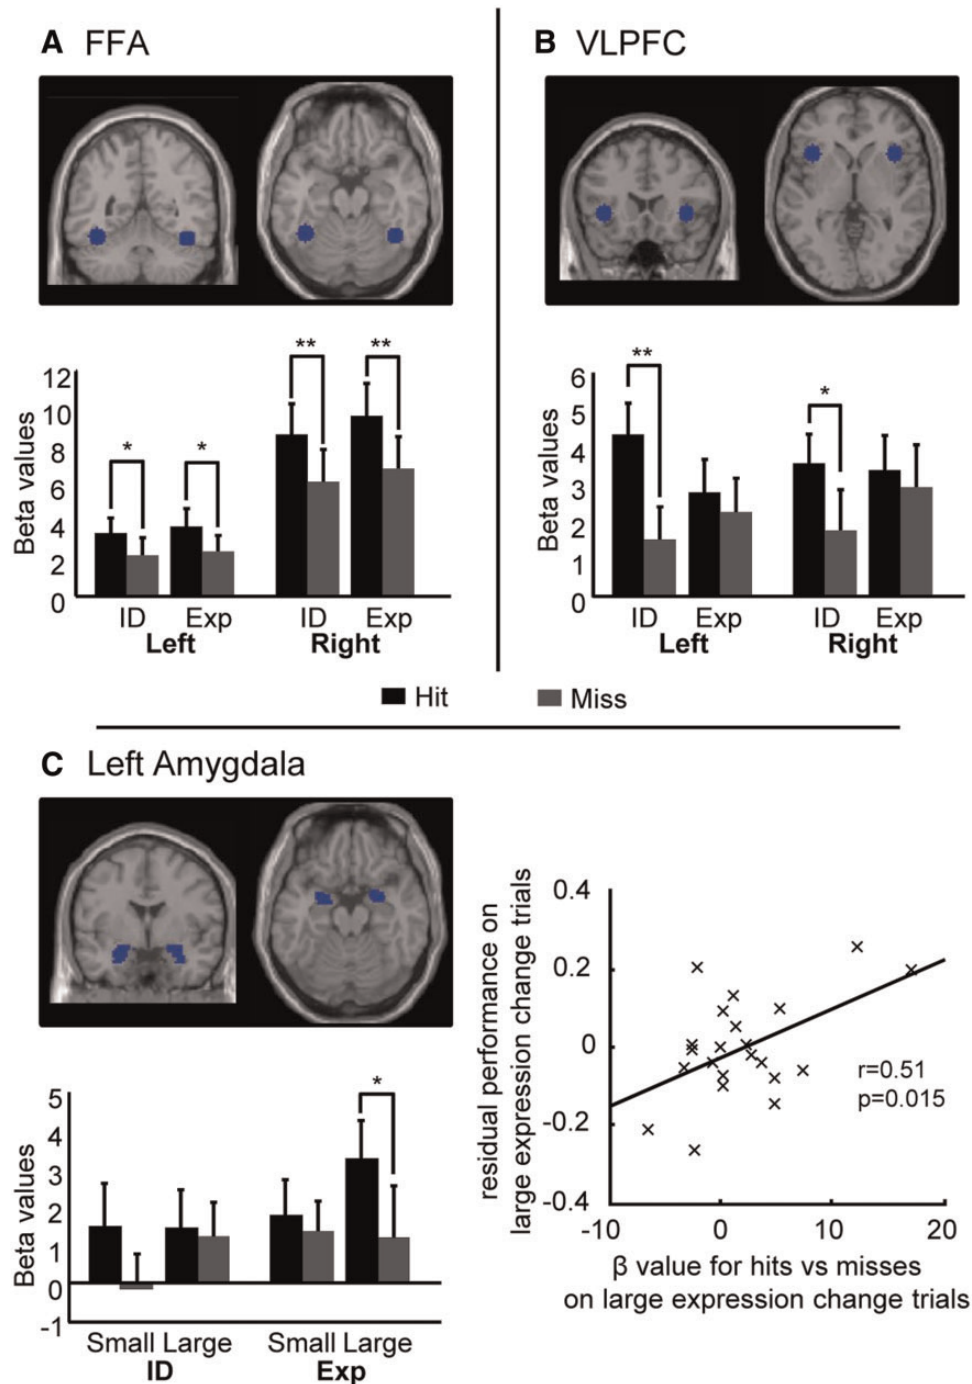 A FFA
B VLPFC
** **
12
10
8
6
4
2
0
Beta values
* *
ID Exp ID Exp
Left Right
** *
6
5
4
3
2
1
0
Beta values
ID Exp ID Exp
Left Right
Hit Miss
C Left Amygdala
5
4
3
2
1
0
-1
Beta values
*
Small Large Small Large
ID Exp
residual performance on
large expression change trials
0.4
0.2
0
-0.2
-0.4
r=0.51
p=0.015
-10 0 10 20
β value for hits vs misses
on large expression change trials